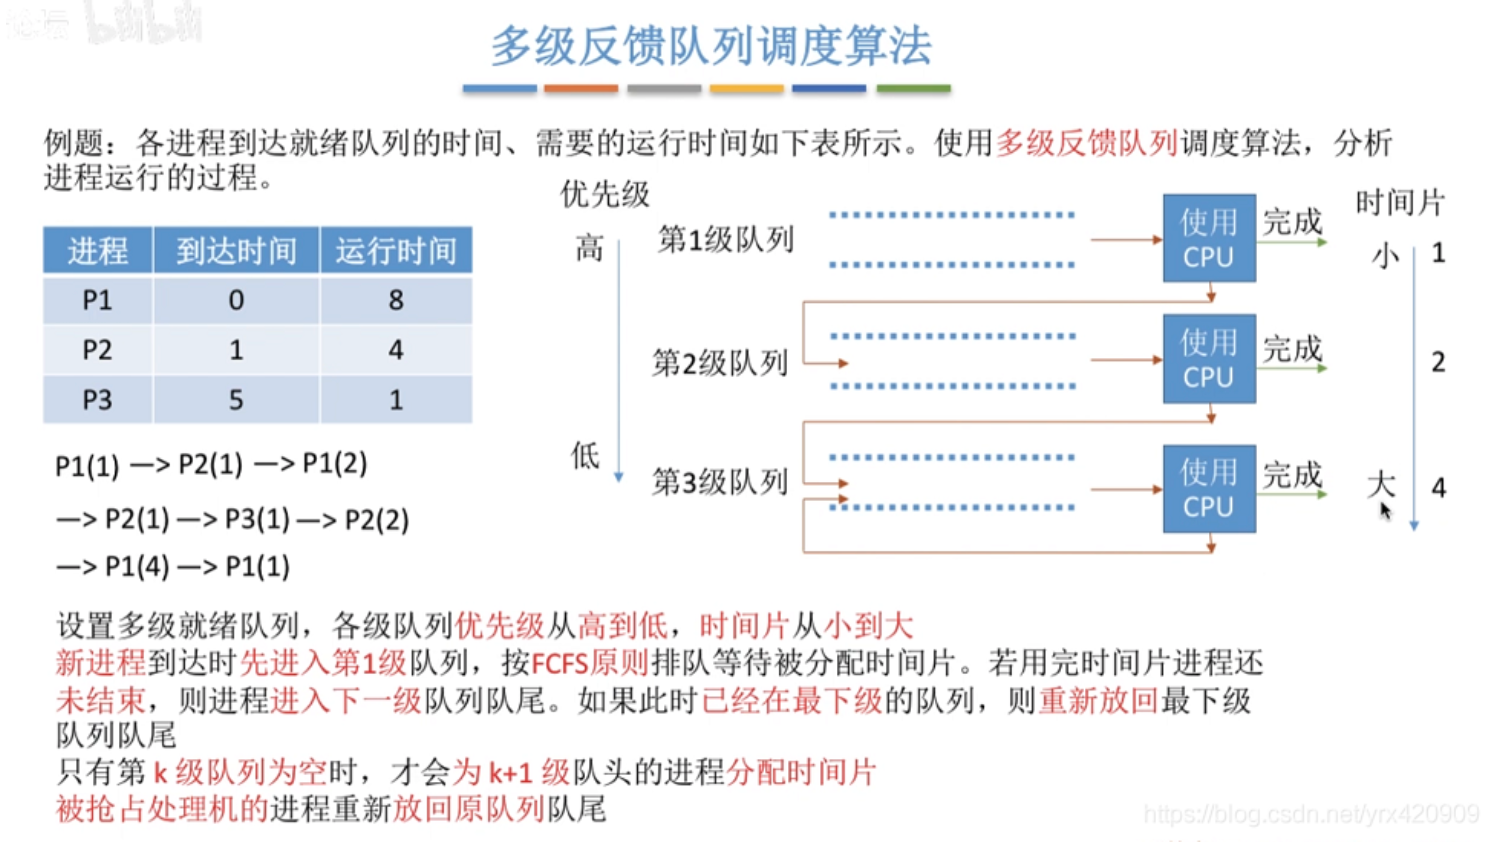 论坛 bilibili
多级反馈队列调度算法
例题：各进程到达就绪队列的时间、需要的运行时间如下表所示。使用多级反馈队列调度算法，分析
进程运行的过程。
进程 到达时间 运行时间
P1 0 8
P2 1 4
P3 5 1
P1(1) —> P2(1) —> P1(2)
—> P2(1) —> P3(1) —> P2(2)
—> P1(4) —> P1(1)
优先级
高
低
第1级队列
使用
CPU
完成
第2级队列
使用
CPU
完成
第3级队列
使用
CPU
完成
时间片
小 1
2
大 4
设置多级就绪队列，各级队列优先级从高到低，时间片从小到大
新进程到达时先进入第1级队列，按FCFS原则排队等待被分配时间片。若用完时间片进程还
未结束，则进程进入下一级队列队尾。如果此时已经在最下级的队列，则重新放回最下级
队列队尾
只有第 k 级队列为空时，才会为 k+1 级队头的进程分配时间片
被抢占处理机的进程重新放回原队列队尾
https://blog.csdn.net/yrx420909